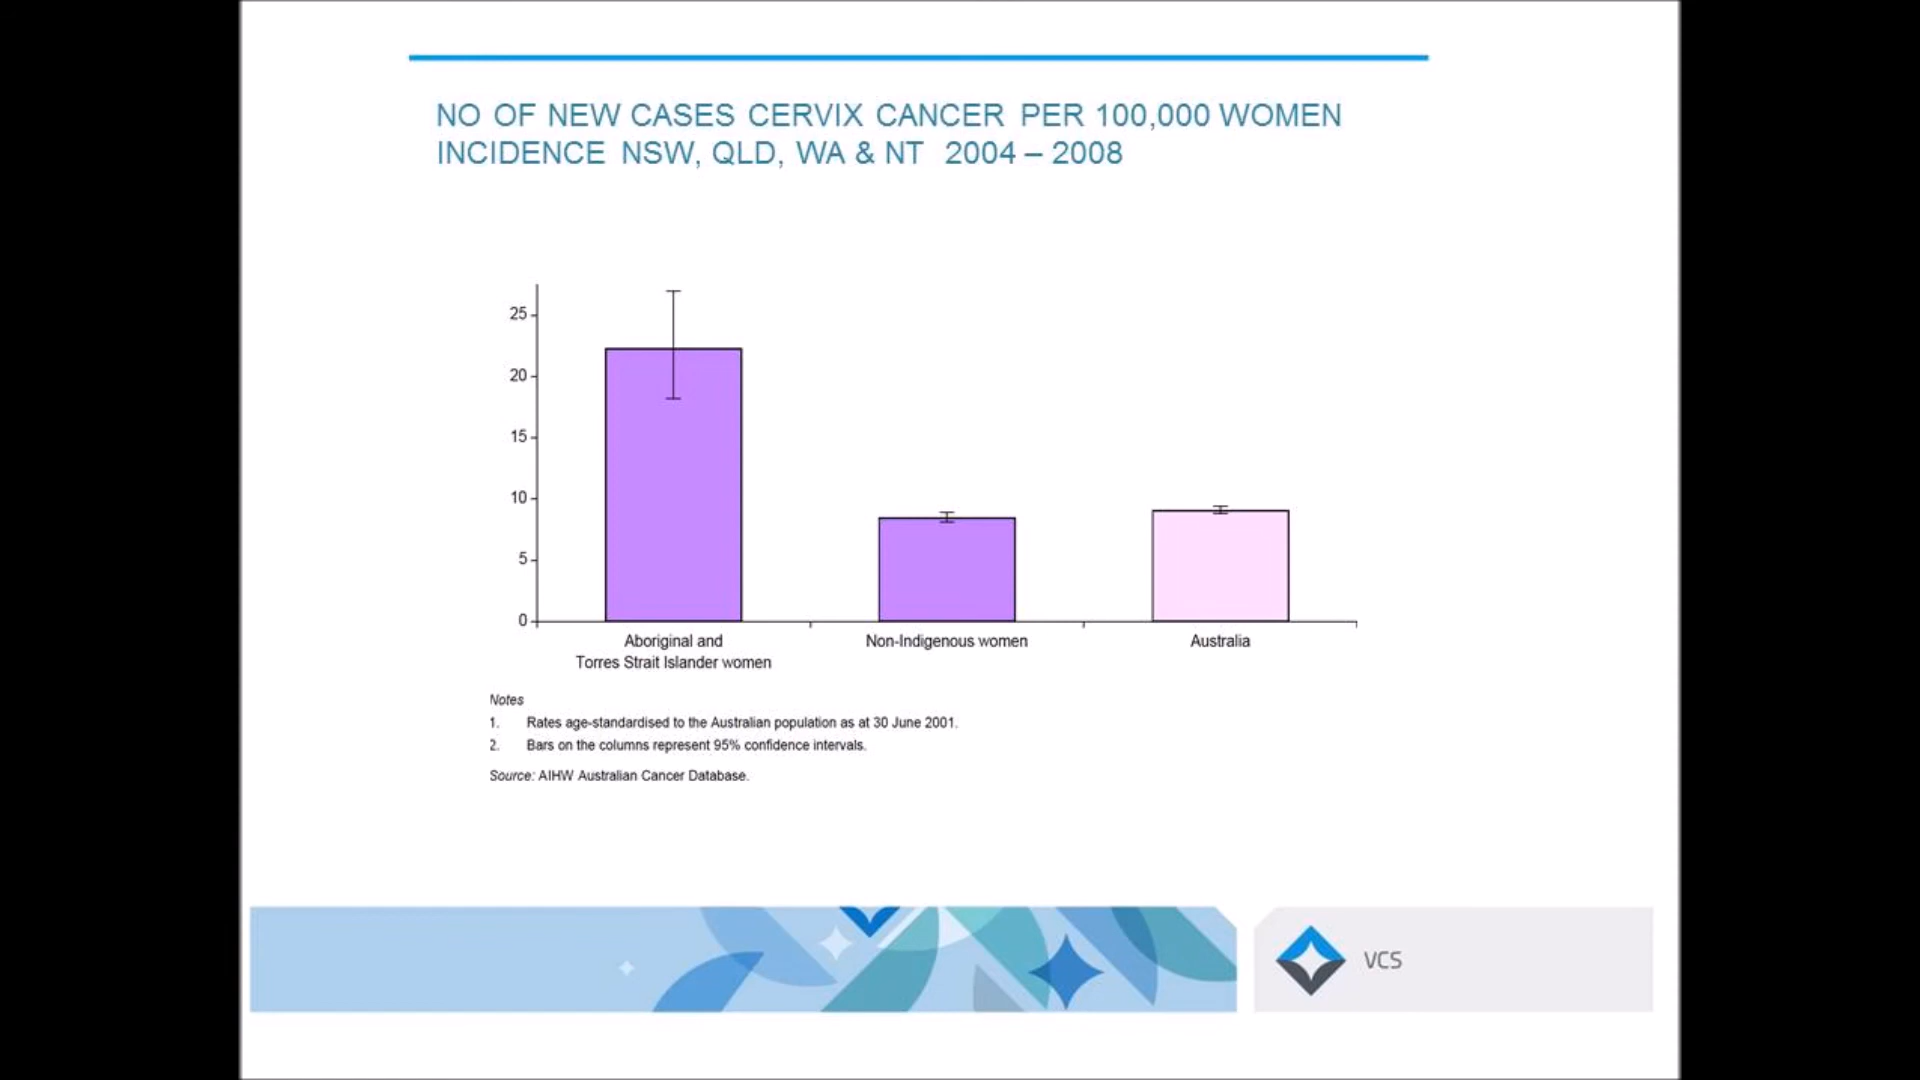 NO OF NEW CASES CERVIX CANCER PER 100,000 WOMEN
INCIDENCE NSW, QLD, WA & NT 2004 – 2008
25
20
15
10
5
0
Aboriginal and
Torres Strait Islander women
Non-Indigenous women
Australia
Notes
1. Rates age-standardised to the Australian population as at 30 June 2001.
2. Bars on the columns represent 95% confidence intervals.
Source: AIHW Australian Cancer Database.
VCS